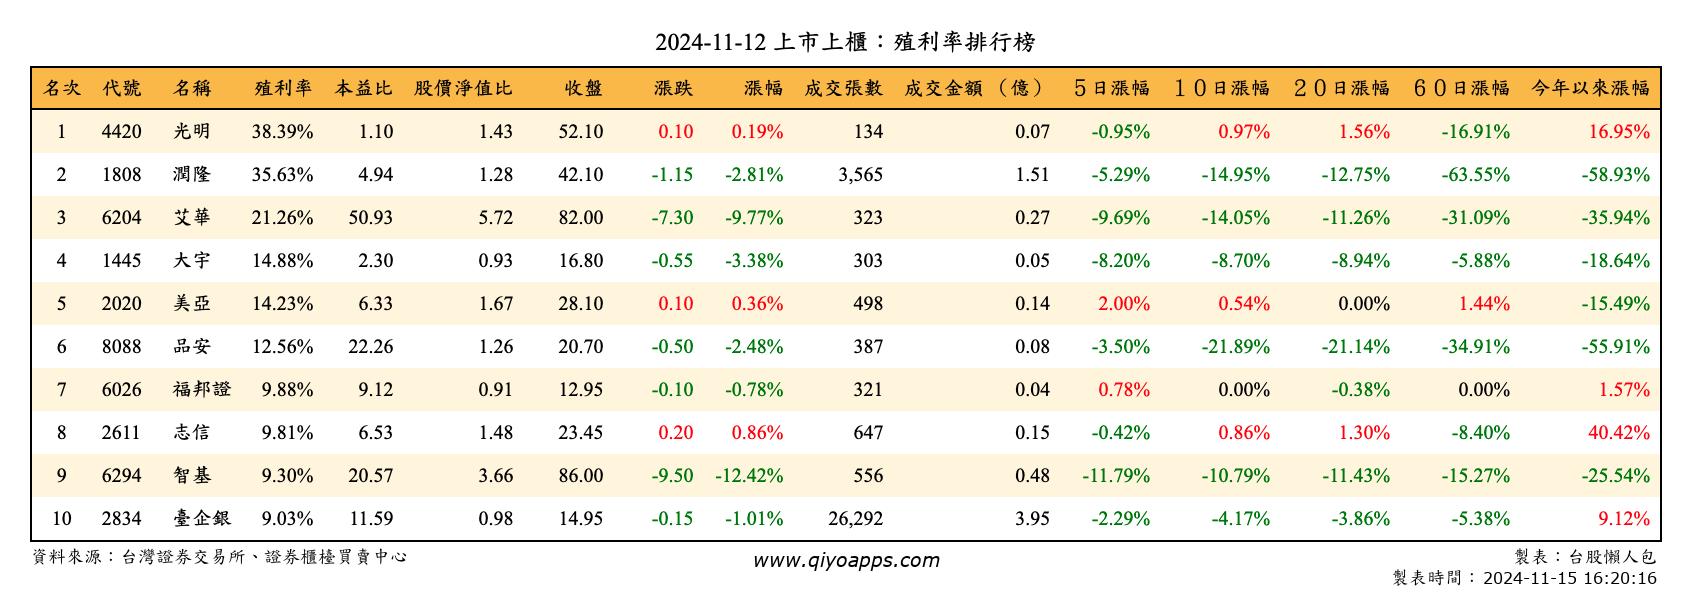 2024-11-12 上市上櫃：殖利率排行榜
名次 代號 名稱 殖利率 本益比 股價淨值比 收盤 漲跌 漲幅 成交張數 成交金額 （億） ５日漲幅 １０日漲幅 ２０日漲幅 ６０日漲幅 今年以來漲幅
1 4420 光明 38.39% 1.10 1.43 52.10 0.10 0.19% 134 0.07 -0.95% 0.97% 1.56% -16.91% 16.95%
2 1808 潤隆 35.63% 4.94 1.28 42.10 -1.15 -2.81% 3,565 1.51 -5.29% -14.95% -12.75% -63.55% -58.93%
3 6204 艾華 21.26% 50.93 5.72 82.00 -7.30 -9.77% 323 0.27 -9.69% -14.05% -11.26% -31.09% -35.94%
4 1445 大宇 14.88% 2.30 0.93 16.80 -0.55 -3.38% 303 0.05 -8.20% -8.70% -8.94% -5.88% -18.64%
5 2020 美亞 14.23% 6.33 1.67 28.10 0.10 0.36% 498 0.14 2.00% 0.54% 0.00% 1.44% -15.49%
6 8088 品安 12.56% 22.26 1.26 20.70 -0.50 -2.48% 387 0.08 -3.50% -21.89% -21.14% -34.91% -55.91%
7 6026 福邦證 9.88% 9.12 0.91 12.95 -0.10 -0.78% 321 0.04 0.78% 0.00% -0.38% 0.00% 1.57%
8 2611 志信 9.81% 6.53 1.48 23.45 0.20 0.86% 647 0.15 -0.42% 0.86% 1.30% -8.40% 40.42%
9 6294 智基 9.30% 20.57 3.66 86.00 -9.50 -12.42% 556 0.48 -11.79% -10.79% -11.43% -15.27% -25.54%
10 2834 臺企銀 9.03% 11.59 0.98 14.95 -0.15 -1.01% 26,292 3.95 -2.29% -4.17% -3.86% -5.38% 9.12%
資料來源：台灣證券交易所、證券櫃檯買賣中心 www.qiyoapps.com 製表：台股懶人包
製表時間：2024-11-15 16:20:16